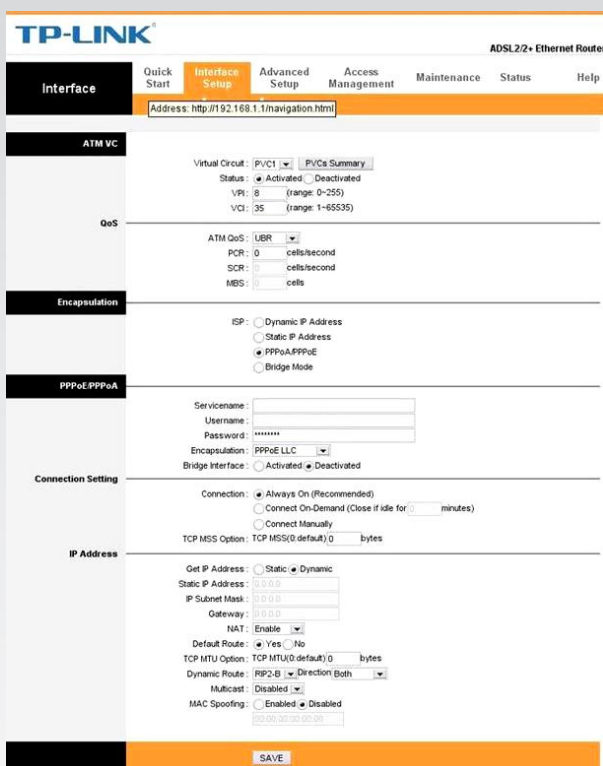 TP-LINK®
ADSL2/2+ Ethernet Router
Interface
Quick Start
Interface Setup
Advanced Setup
Access Management
Maintenance
Status
Help
Address: http://192.168.1.1/navigation.html
ATM VC
Virtual Circuit : PVC1 PVCs Summary
Status : Activated Deactivated
VPI : 8 (range: 0~255)
VCI : 35 (range: 1~65535)
QoS
ATM QoS : UBR
PCR : 0 cells/second
SCR : 0 cells/second
MBS : 0 cells
Encapsulation
ISP : Dynamic IP Address
Static IP Address
PPPoA/PPPoE
Bridge Mode
PPPoE/PPPoA
Servicename :
Username :
Password : ********
Encapsulation : PPPoE LLC
Bridge Interface : Activated Deactivated
Connection Setting
Connection : Always On (Recommended)
Connect On-Demand (Close if idle for 0 minutes)
Connect Manually
TCP MSS Option : TCP MSS(0:default) 0 bytes
IP Address
Get IP Address : Static Dynamic
Static IP Address : 0.0.0.0
IP Subnet Mask : 0.0.0.0
Gateway : 0.0.0.0
NAT : Enable
Default Route : Yes No
TCP MTU Option : TCP MTU(0:default) 0 bytes
Dynamic Route : RIP2-B Direction Both
Multicast : Disabled
MAC Spoofing : Enabled Disabled
00:00:00:00:00:00
SAVE